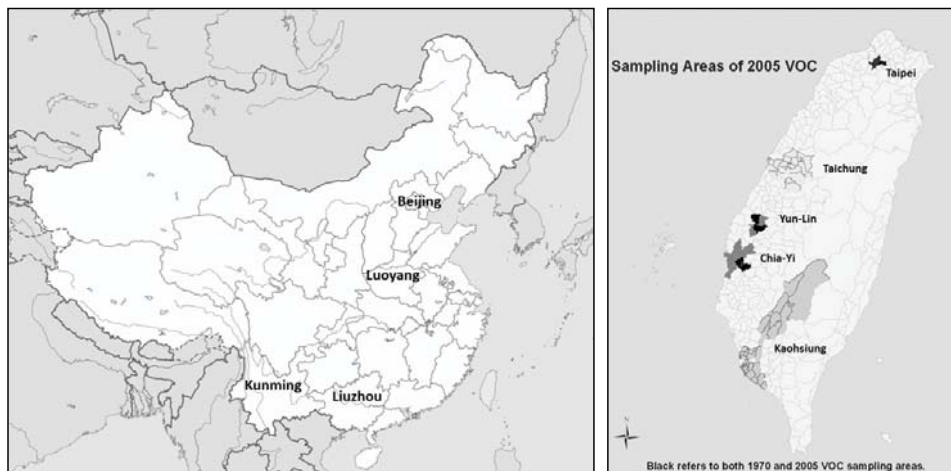 Beijing
Luoyang
Kunming
Liuzhou
Sampling Areas of 2005 VOC
Taipei
Taichung
Yun-Lin
Chia-Yi
Kaohsiung
N
Black refers to both 1970 and 2005 VOC sampling areas.